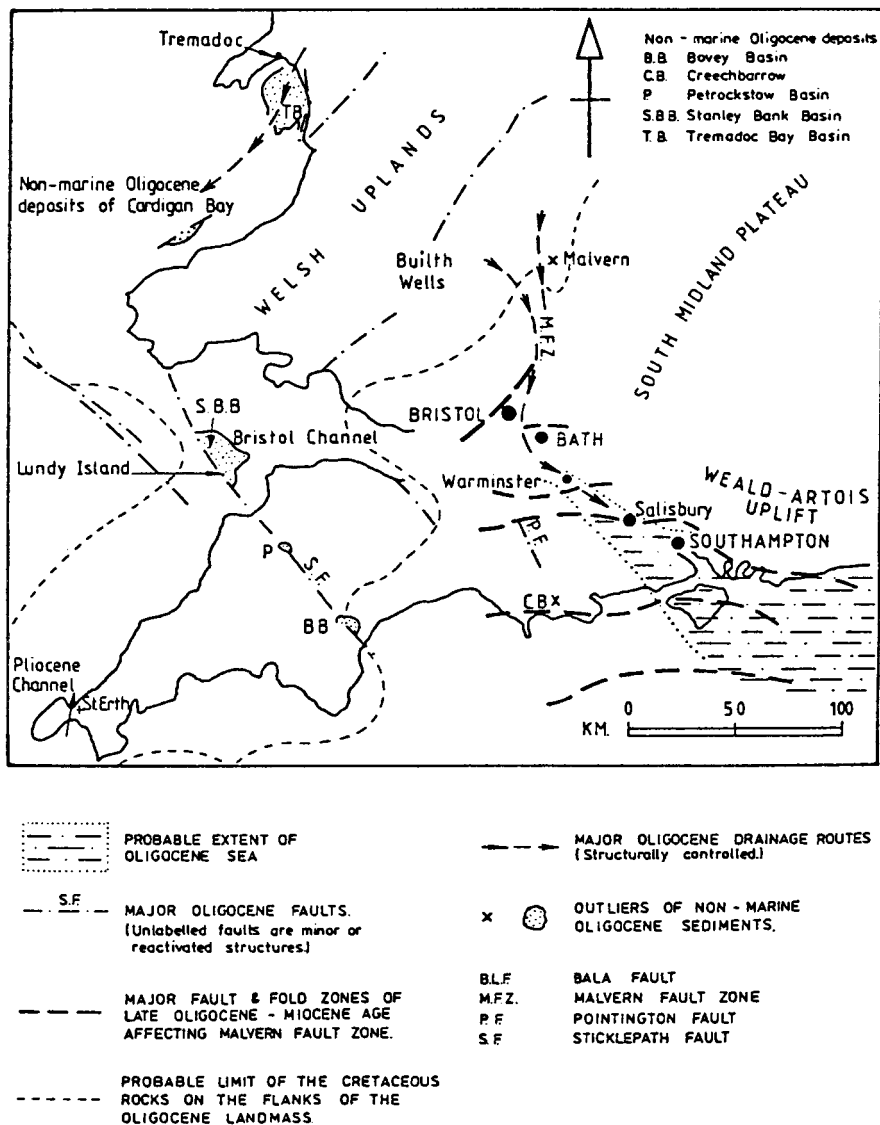 Tremadoc
T.B.
Non-marine Oligocene
deposits of Cardigan Bay
WELSH UPLANDS
Builth
Wells
Malvern
M.F.Z.
SOUTH MIDLAND PLATEAU
Non - marine Oligocene deposits
B.B. Bovey Basin
C.B. Creechbarrow
P. Petrockstow Basin
S.B.B. Stanley Bank Basin
T.B. Tremadoc Bay Basin
S.B.B
Bristol Channel
Lundy Island
BRISTOL
BATH
Warminster
Salisbury
WEALD-ARTOIS
UPLIFT
SOUTHAMPTON
P.F.
P
S.F.
C.B.
BB
Pliocene
Channel
St Erth
0 50 100
KM.
PROBABLE EXTENT OF
OLIGOCENE SEA
S.F.
MAJOR OLIGOCENE FAULTS.
(Unlabelled faults are minor or
reactivated structures.)
MAJOR FAULT & FOLD ZONES OF
LATE OLIGOCENE - MIOCENE AGE
AFFECTING MALVERN FAULT ZONE.
PROBABLE LIMIT OF THE CRETACEOUS
ROCKS ON THE FLANKS OF THE
OLIGOCENE LANDMASS.
MAJOR OLIGOCENE DRAINAGE ROUTES
(Structurally controlled.)
OUTLIERS OF NON - MARINE
OLIGOCENE SEDIMENTS.
B.L.F. BALA FAULT
M.F.Z. MALVERN FAULT ZONE
P.F. POINTINGTON FAULT
S.F. STICKLEPATH FAULT